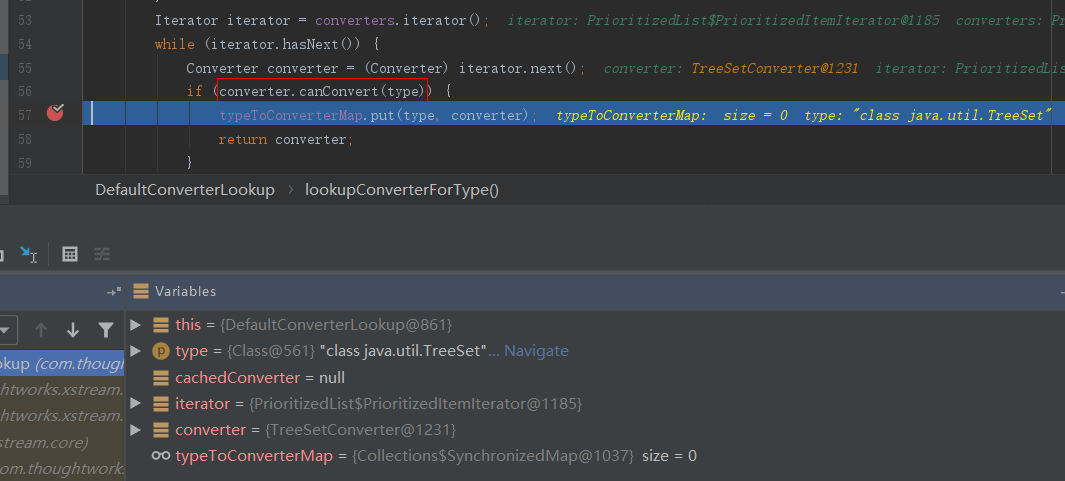 53 Iterator iterator = converters.iterator(); iterator: PrioritizedList$PrioritizedItemIterator@1185 converters: Pr
54 while (iterator.hasNext()) {
55 Converter converter = (Converter) iterator.next(); converter: TreeSetConverter@1231 iterator: PrioritizedLis
56 if (converter.canConvert(type)) {
57 typeToConverterMap.put(type, converter); typeToConverterMap: size = 0 type: "class java.util.TreeSet"
58 return converter;
59 }
DefaultConverterLookup › lookupConverterForType()
Variables
this = {DefaultConverterLookup@861}
p type = {Class@561} "class java.util.TreeSet"... Navigate
okup (com.though
cachedConverter = null
ghtworks.xstream.
iterator = {PrioritizedList$PrioritizedItemIterator@1185}
ghtworks.xstream.
converter = {TreeSetConverter@1231}
stream.core)
typeToConverterMap = {Collections$SynchronizedMap@1037} size = 0
com.thoughtwork